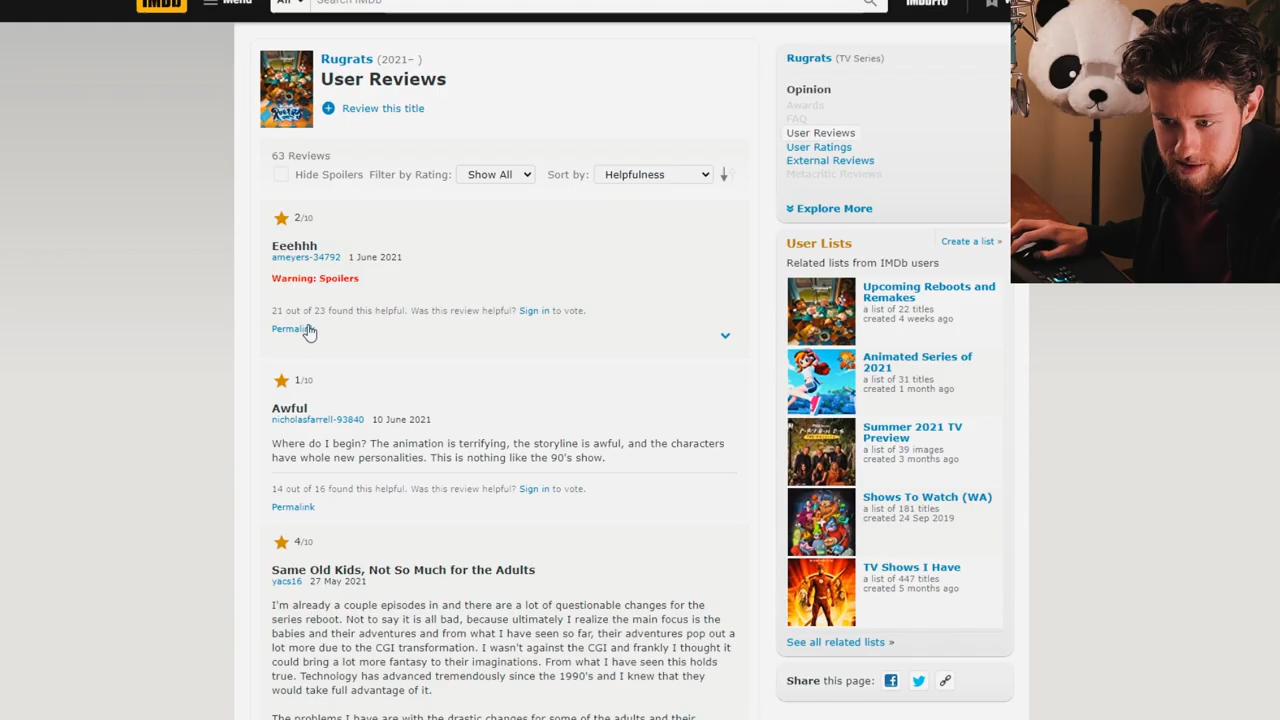 IMDb
Menu
All
Search IMDb
IMDbPro
Rugrats (2021– )
User Reviews
Review this title
63 Reviews
Hide Spoilers Filter by Rating: Show All Sort by: Helpfulness
2/10
Eeehhh
ameyers-34792 1 June 2021
Warning: Spoilers
21 out of 23 found this helpful. Was this review helpful? Sign in to vote.
Permalink
1/10
Awful
nicholasfarrell-93840 10 June 2021
Where do I begin? The animation is terrifying, the storyline is awful, and the characters
have whole new personalities. This is nothing like the 90's show.
14 out of 16 found this helpful. Was this review helpful? Sign in to vote.
Permalink
4/10
Same Old Kids, Not So Much for the Adults
yacs16 27 May 2021
I'm already a couple episodes in and there are a lot of questionable changes for the
series reboot. Not to say it is all bad, because ultimately I realize the main focus is the
babies and their adventures and from what I have seen so far, their adventures pop out a
lot more due to the CGI transformation. I wasn't against the CGI and frankly I thought it
could bring a lot more fantasy to their imaginations. From what I have seen this holds
true. Technology has advanced tremendously since the 1990's and I knew that they
would take full advantage of it.
The problems I have are with the drastic changes for some of the adults and their
Rugrats (TV Series)
Opinion
Awards
FAQ
User Reviews
User Ratings
External Reviews
Metacritic Reviews
Explore More
User Lists
Create a list »
Related lists from IMDb users
Upcoming Reboots and
Remakes
a list of 22 titles
created 4 weeks ago
Animated Series of
2021
a list of 31 titles
created 1 month ago
Summer 2021 TV
Preview
a list of 39 images
created 3 months ago
Shows To Watch (WA)
a list of 181 titles
created 24 Sep 2019
TV Shows I Have
a list of 447 titles
created 5 months ago
See all related lists »
Share this page: